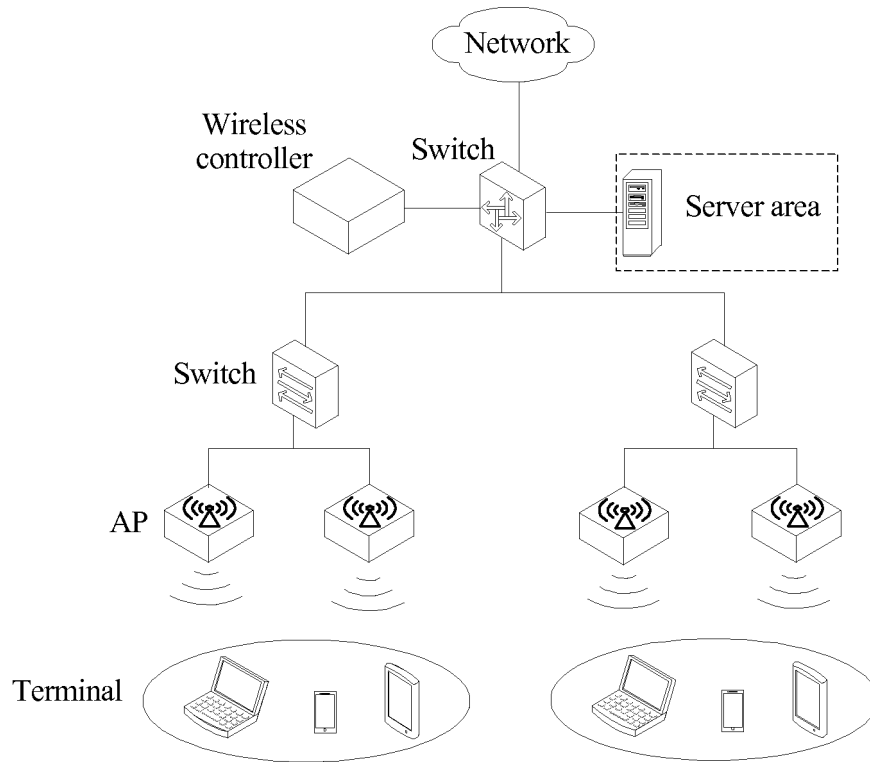 Network
Wireless
controller
Switch
Server area
Switch
AP
Terminal